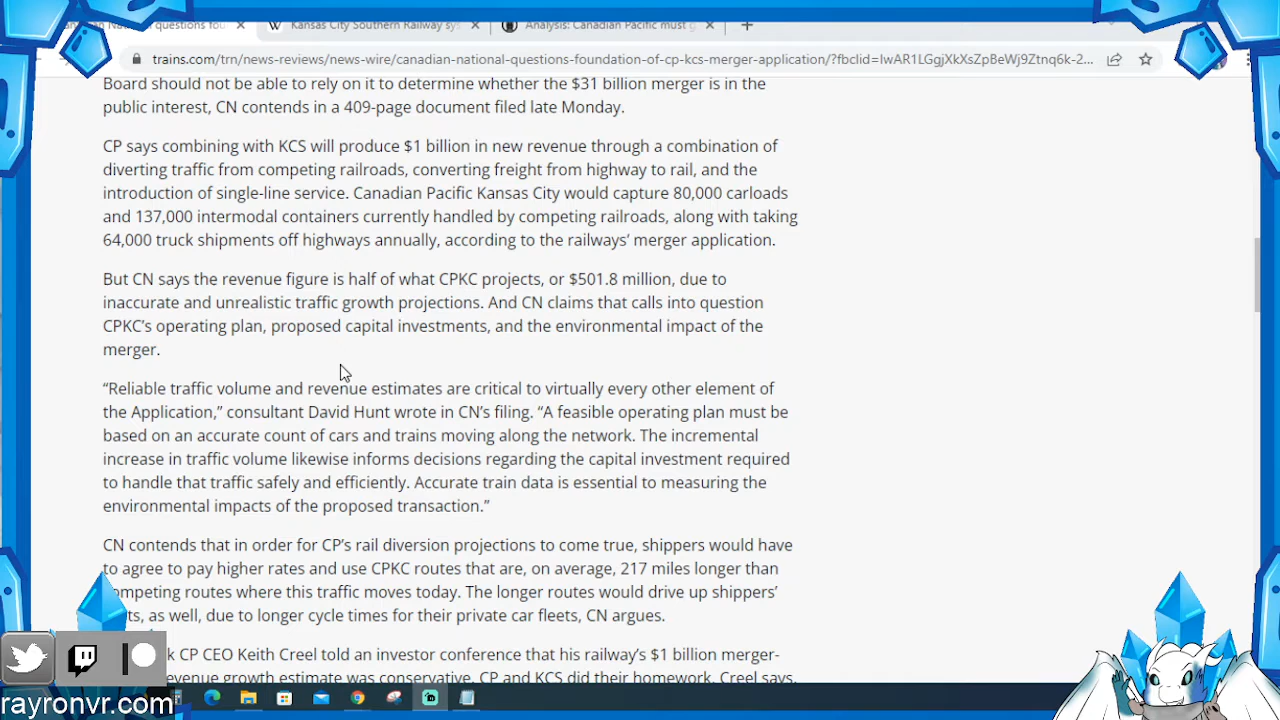 questions fou
Kansas City Southern Railway sys
Analysis: Canadian Pacific must g
trains.com/trn/news-reviews/news-wire/canadian-national-questions-foundation-of-cp-kcs-merger-application/?fbclid=IwAR1LGgjXkXsZpBeWj9Ztnq6k-2...
Board should not be able to rely on it to determine whether the $31 billion merger is in the
public interest, CN contends in a 409-page document filed late Monday.
CP says combining with KCS will produce $1 billion in new revenue through a combination of
diverting traffic from competing railroads, converting freight from highway to rail, and the
introduction of single-line service. Canadian Pacific Kansas City would capture 80,000 carloads
and 137,000 intermodal containers currently handled by competing railroads, along with taking
64,000 truck shipments off highways annually, according to the railways’ merger application.
But CN says the revenue figure is half of what CPKC projects, or $501.8 million, due to
inaccurate and unrealistic traffic growth projections. And CN claims that calls into question
CPKC’s operating plan, proposed capital investments, and the environmental impact of the
merger.
“Reliable traffic volume and revenue estimates are critical to virtually every other element of
the Application,” consultant David Hunt wrote in CN’s filing. “A feasible operating plan must be
based on an accurate count of cars and trains moving along the network. The incremental
increase in traffic volume likewise informs decisions regarding the capital investment required
to handle that traffic safely and efficiently. Accurate train data is essential to measuring the
environmental impacts of the proposed transaction.”
CN contends that in order for CP’s rail diversion projections to come true, shippers would have
to agree to pay higher rates and use CPKC routes that are, on average, 217 miles longer than
ompeting routes where this traffic moves today. The longer routes would drive up shippers’
ts, as well, due to longer cycle times for their private car fleets, CN argues.
k CP CEO Keith Creel told an investor conference that his railway’s $1 billion merger-
evenue growth estimate was conservative. CP and KCS did their homework, Creel says,
rayronvr.com